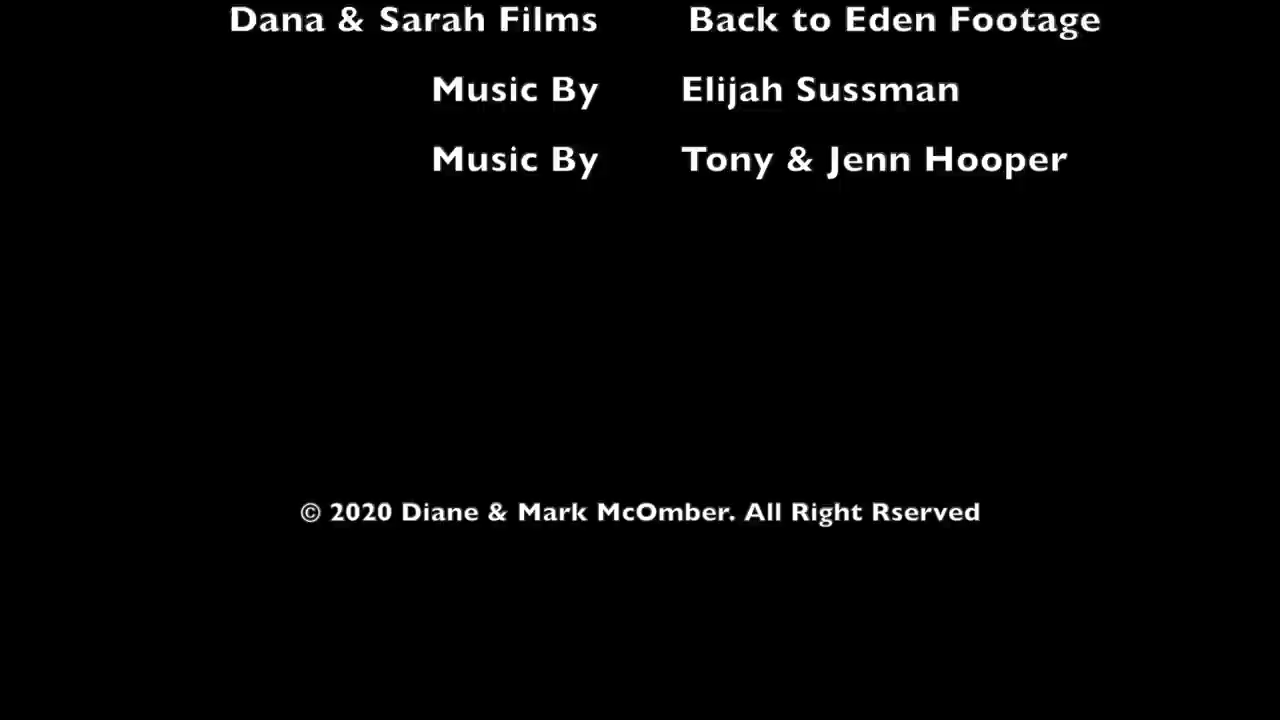 Dana & Sarah Films Back to Eden Footage
Music By Elijah Sussman
Music By Tony & Jenn Hooper
© 2020 Diane & Mark McOmber. All Right Rserved